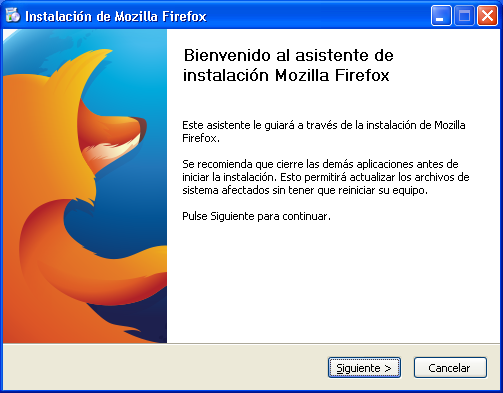 Instalación de Mozilla Firefox
Bienvenido al asistente de
instalación Mozilla Firefox
Este asistente le guiará a través de la instalación de Mozilla
Firefox.
Se recomienda que cierre las demás aplicaciones antes de
iniciar la instalación. Esto permitirá actualizar los archivos de
sistema afectados sin tener que reiniciar su equipo.
Pulse Siguiente para continuar.
Siguiente >
Cancelar